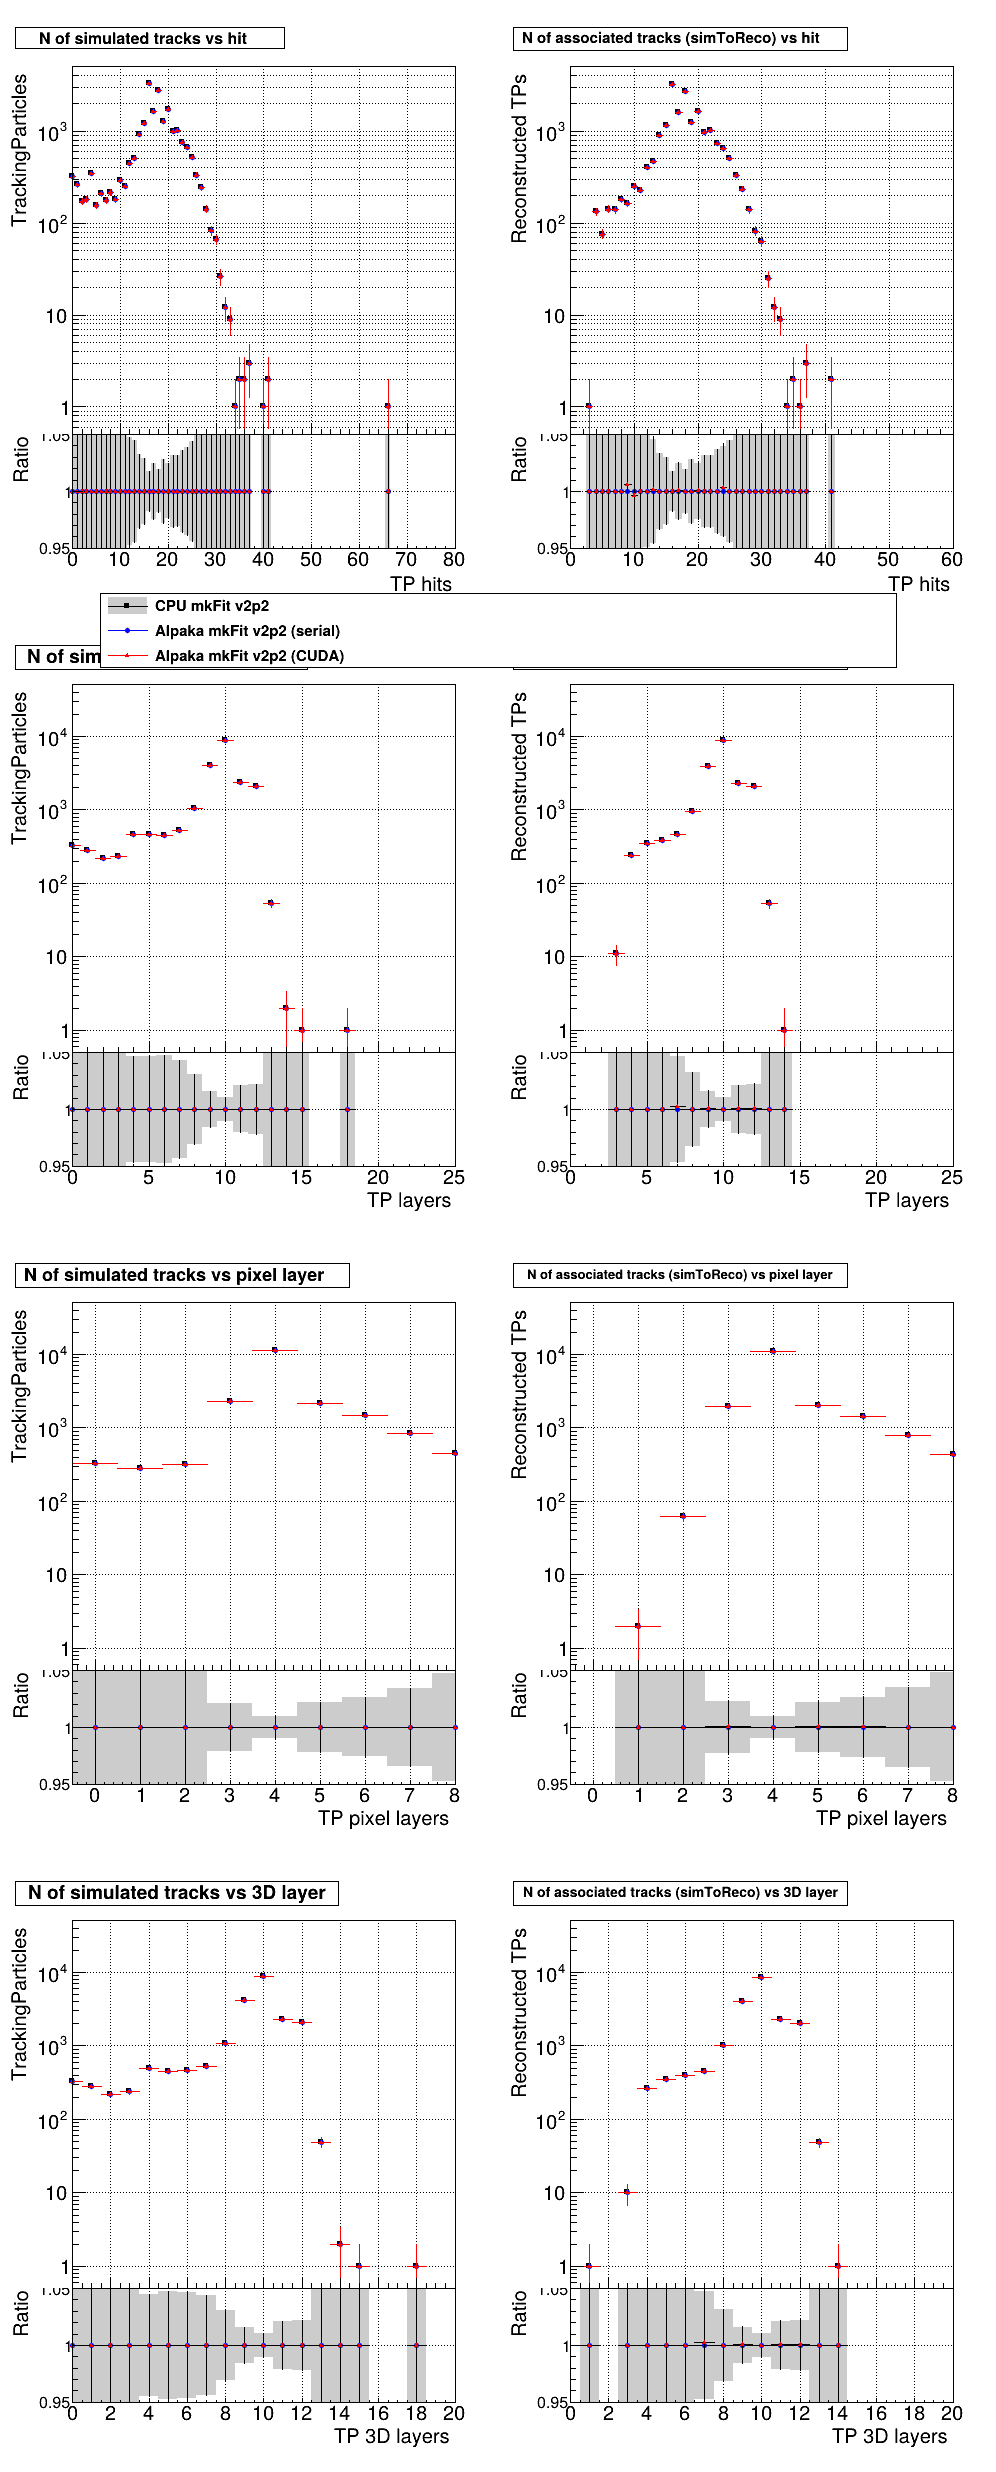 N of simulated tracks vs hit
N of associated tracks (simToReco) vs hit
TrackingParticles
10³
10²
10
1
Ratio
1.05
1
0.95
0 10 20 30 40 50 60 70 80
TP hits
Reconstructed TPs
10³
10²
10
1
Ratio
1.05
1
0.95
0 10 20 30 40 50 60
TP hits
CPU mkFit v2p2
Alpaka mkFit v2p2 (serial)
Alpaka mkFit v2p2 (CUDA)
N of sim
TrackingParticles
10⁴
10³
10²
10
1
Ratio
1.05
1
0.95
0 5 10 15 20 25
TP layers
Reconstructed TPs
10⁴
10³
10²
10
1
Ratio
1.05
1
0.95
0 5 10 15 20 25
TP layers
N of simulated tracks vs pixel layer
N of associated tracks (simToReco) vs pixel layer
TrackingParticles
10⁴
10³
10²
10
1
Ratio
1.05
1
0.95
0 1 2 3 4 5 6 7 8
TP pixel layers
Reconstructed TPs
10⁴
10³
10²
10
1
Ratio
1.05
1
0.95
0 1 2 3 4 5 6 7 8
TP pixel layers
N of simulated tracks vs 3D layer
N of associated tracks (simToReco) vs 3D layer
TrackingParticles
10⁴
10³
10²
10
1
Ratio
1.05
1
0.95
0 2 4 6 8 10 12 14 16 18 20
TP 3D layers
Reconstructed TPs
10⁴
10³
10²
10
1
Ratio
1.05
1
0.95
0 2 4 6 8 10 12 14 16 18 20
TP 3D layers